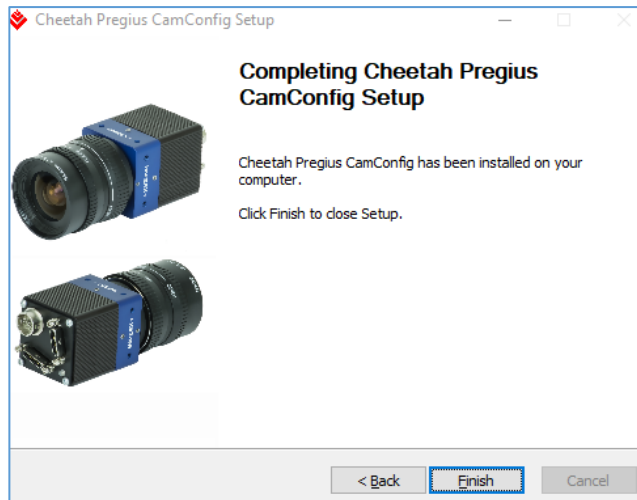 Cheetah Pregius CamConfig Setup
Completing Cheetah Pregius
CamConfig Setup
Cheetah Pregius CamConfig has been installed on your
computer.
Click Finish to close Setup.
< Back
Finish
Cancel